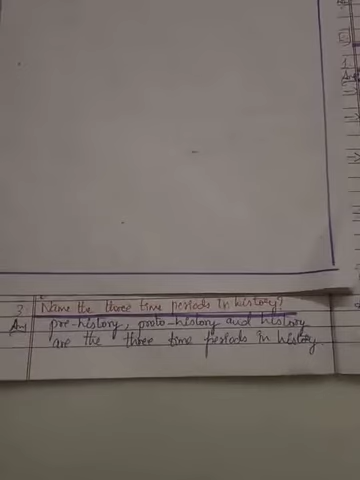 3 Name the three time periods in history?
Ans pre-history, proto-history and history
are the three time periods in history